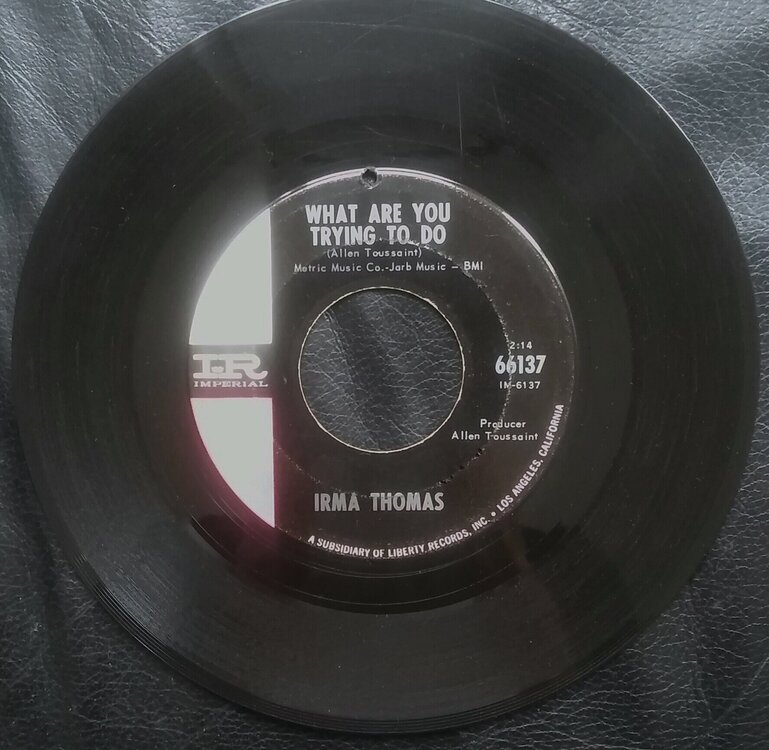 WHAT ARE YOU
TRYING TO DO
(Allen Toussaint)
Metric Music Co.-Jarb Music – BMI
IR
IMPERIAL
2:14
66137
IM-6137
Producer
Allen Toussaint
IRMA THOMAS
A SUBSIDIARY OF LIBERTY RECORDS, INC. • LOS ANGELES, CALIFORNIA